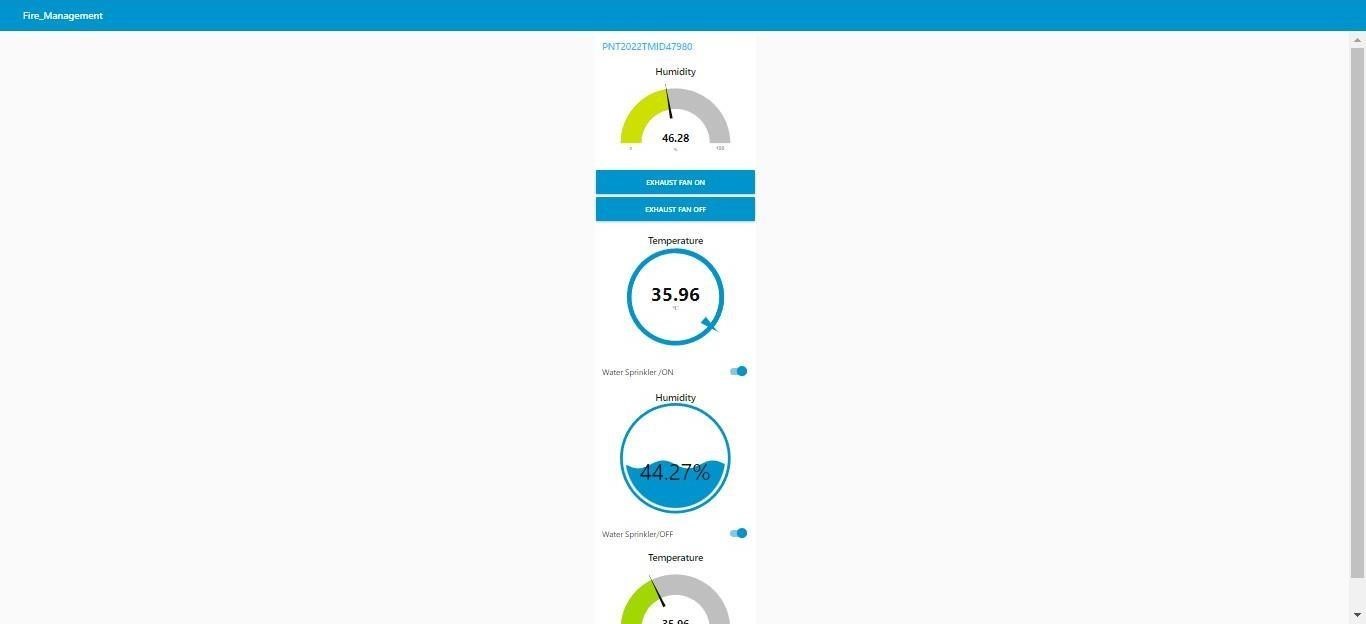 Fire_Management
PNT2022TMID47980
Humidity
46.28
0 % 100
EXHAUST FAN ON
EXHAUST FAN OFF
Temperature
35.96
°C
Water Sprinkler /ON
Humidity
44.27%
Water Sprinkler/OFF
Temperature
35.96